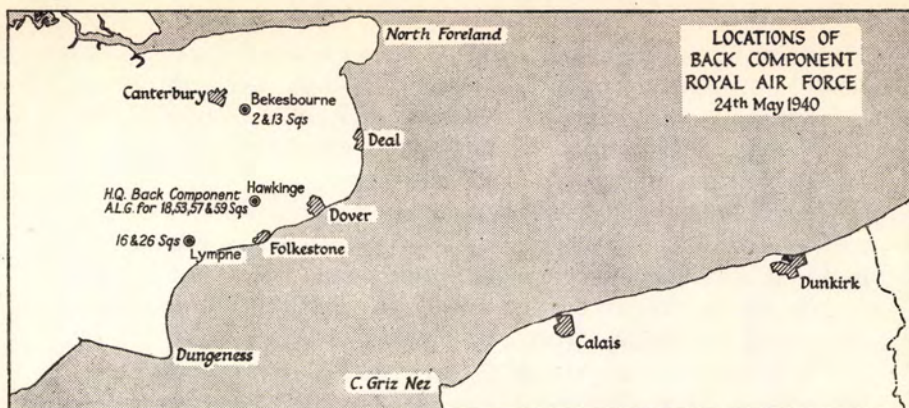 LOCATIONS OF
BACK COMPONENT
ROYAL AIR FORCE
24th May 1940
North Foreland
Canterbury
Bekesbourne
2 & 13 Sqs
Deal
H.Q. Back Component
A.L.G. for 18,53,57 & 59 Sqs
Hawkinge
Dover
16 & 26 Sqs
Lympne
Folkestone
Dunkirk
Calais
Dungeness
C. Griz Nez